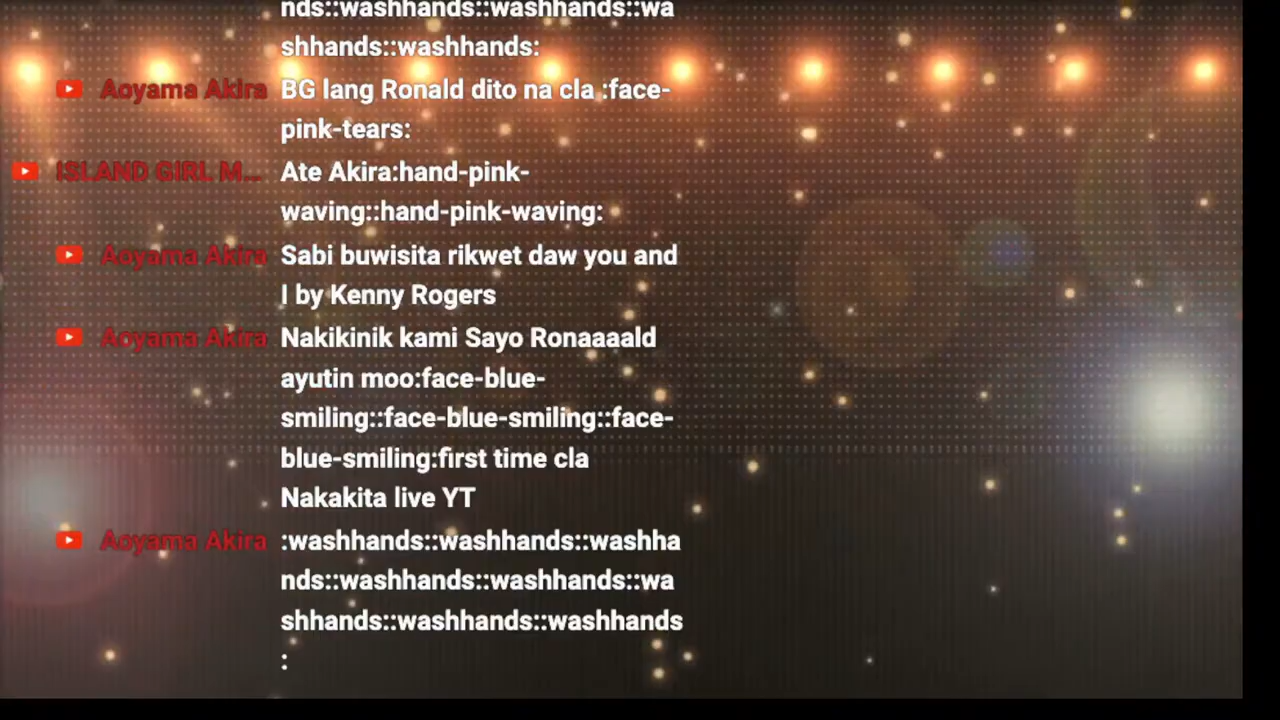 nds::washhands::washhands::wa
shhands::washhands:
Aoyama Akira BG lang Ronald dito na cla :face-
pink-tears:
ISLAND GIRL M... Ate Akira:hand-pink-
waving::hand-pink-waving:
Aoyama Akira Sabi buwisita rikwet daw you and
I by Kenny Rogers
Aoyama Akira Nakikinik kami Sayo Ronaaaald
ayutin moo:face-blue-
smiling::face-blue-smiling::face-
blue-smiling:first time cla
Nakakita live YT
Aoyama Akira :washhands::washhands::washha
nds::washhands::washhands::wa
shhands::washhands::washhands
: